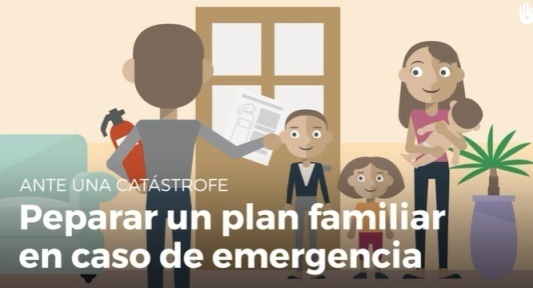 ANTE UNA CATÁSTROFE
Peparar un plan familiar
en caso de emergencia